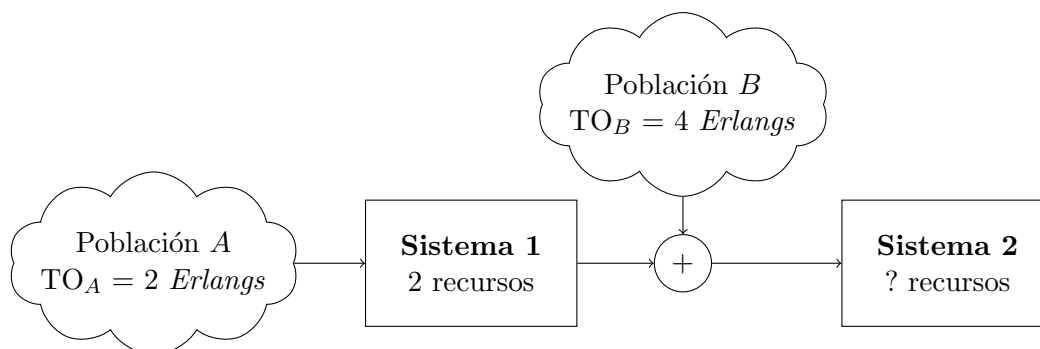 Población B
TO_B = 4 Erlangs
Población A
TO_A = 2 Erlangs
Sistema 1
2 recursos
+
Sistema 2
? recursos